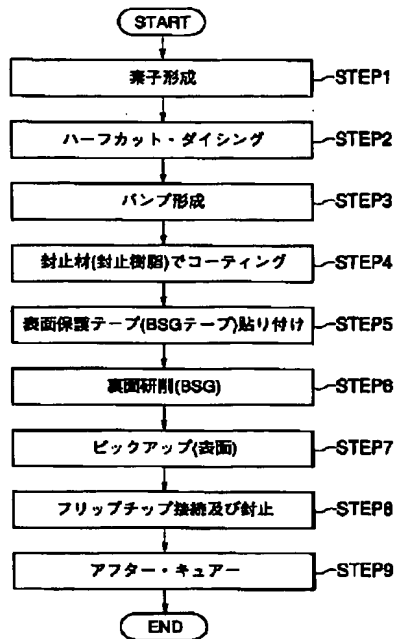 START
素子形成 STEP1
ハーフカット・ダイシング STEP2
バンプ形成 STEP3
封止材(封止樹脂)でコーティング STEP4
表面保護テープ(BSGテープ)貼り付け STEP5
裏面研削(BSG) STEP6
ピックアップ(表面) STEP7
フリップチップ接続及び封止 STEP8
アフター・キュアー STEP9
END